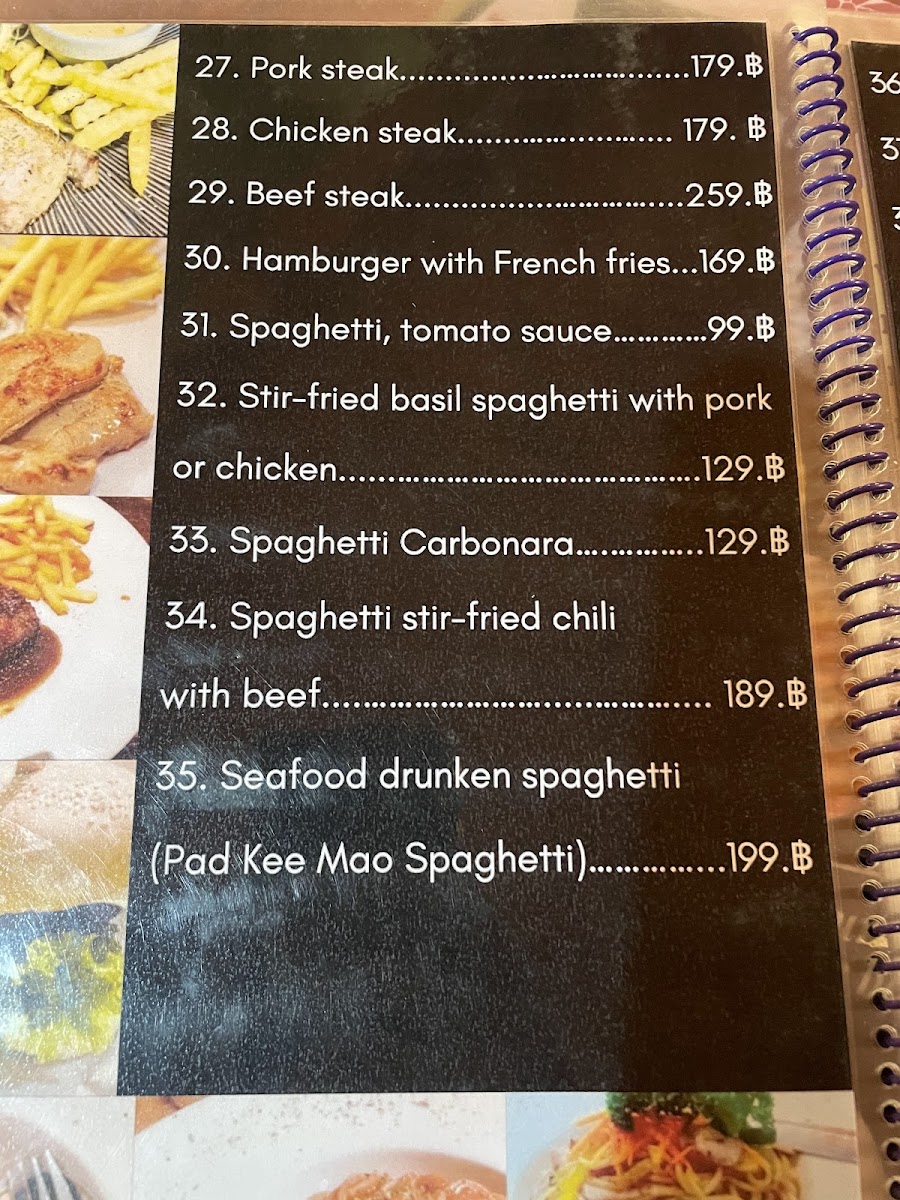 27. Pork steak................................179.฿
28. Chicken steak........................ 179. ฿
29. Beef steak...............................259.฿
30. Hamburger with French fries...169.฿
31. Spaghetti, tomato sauce............99.฿
32. Stir-fried basil spaghetti with pork
or chicken..........................................129.฿
33. Spaghetti Carbonara...............129.฿
34. Spaghetti stir-fried chili
with beef.......................................... 189.฿
35. Seafood drunken spaghetti
(Pad Kee Mao Spaghetti)...............199.฿
36